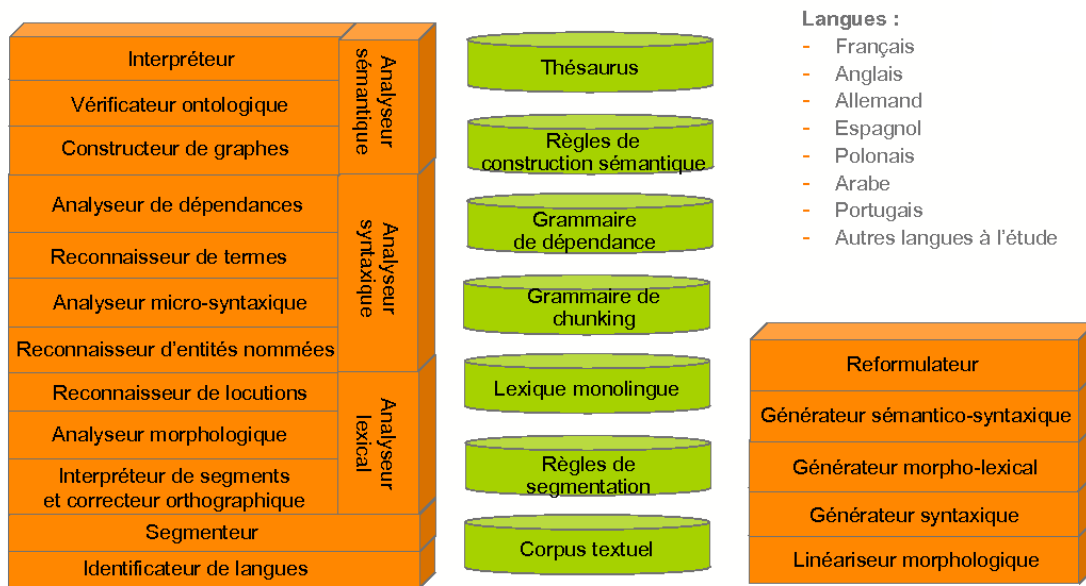 Interpréteur
Vérificateur ontologique
Constructeur de graphes
Analyseur
sémantique
Analyseur de dépendances
Reconnaisseur de termes
Analyseur micro-syntaxique
Reconnaisseur d'entités nommées
Analyseur
syntaxique
Reconnaisseur de locutions
Analyseur morphologique
Interpréteur de segments
et correcteur orthographique
Analyseur
lexical
Segmenteur
Identificateur de langues
Thésaurus
Règles de
construction sémantique
Grammaire
de dépendance
Grammaire de
chunking
Lexique monolingue
Règles de
segmentation
Corpus textuel
Langues :
- Français
- Anglais
- Allemand
- Espagnol
- Polonais
- Arabe
- Portugais
- Autres langues à l'étude
Reformulateur
Générateur sémantico-syntaxique
Générateur morpho-lexical
Générateur syntaxique
Linéariseur morphologique